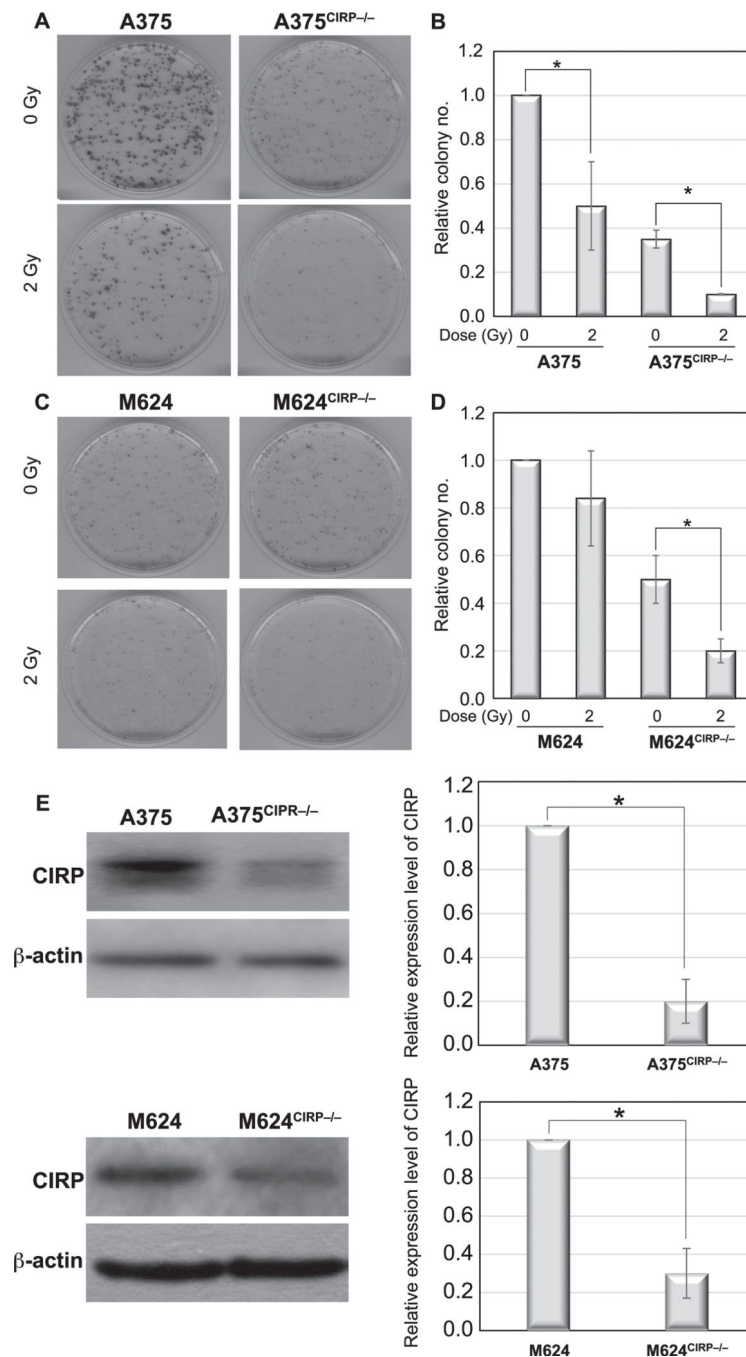 A
A375
A375CIRP–/–
0 Gy
2 Gy
B
Relative colony no.
1.2
1.0
0.8
0.6
0.4
0.2
0.0
*
*
Dose (Gy) 0 2 0 2
A375 A375CIRP–/–
C
M624
M624CIRP–/–
0 Gy
2 Gy
D
Relative colony no.
1.2
1.0
0.8
0.6
0.4
0.2
0.0
*
Dose (Gy) 0 2 0 2
M624 M624CIRP–/–
E
A375 A375CIPR–/–
CIRP
β-actin
Relative expression level of CIRP
1.2
1.0
0.8
0.6
0.4
0.2
0.0
*
A375 A375CIRP–/–
M624 M624CIRP–/–
CIRP
β-actin
Relative expression level of CIRP
1.2
1.0
0.8
0.6
0.4
0.2
0.0
*
M624 M624CIRP–/–